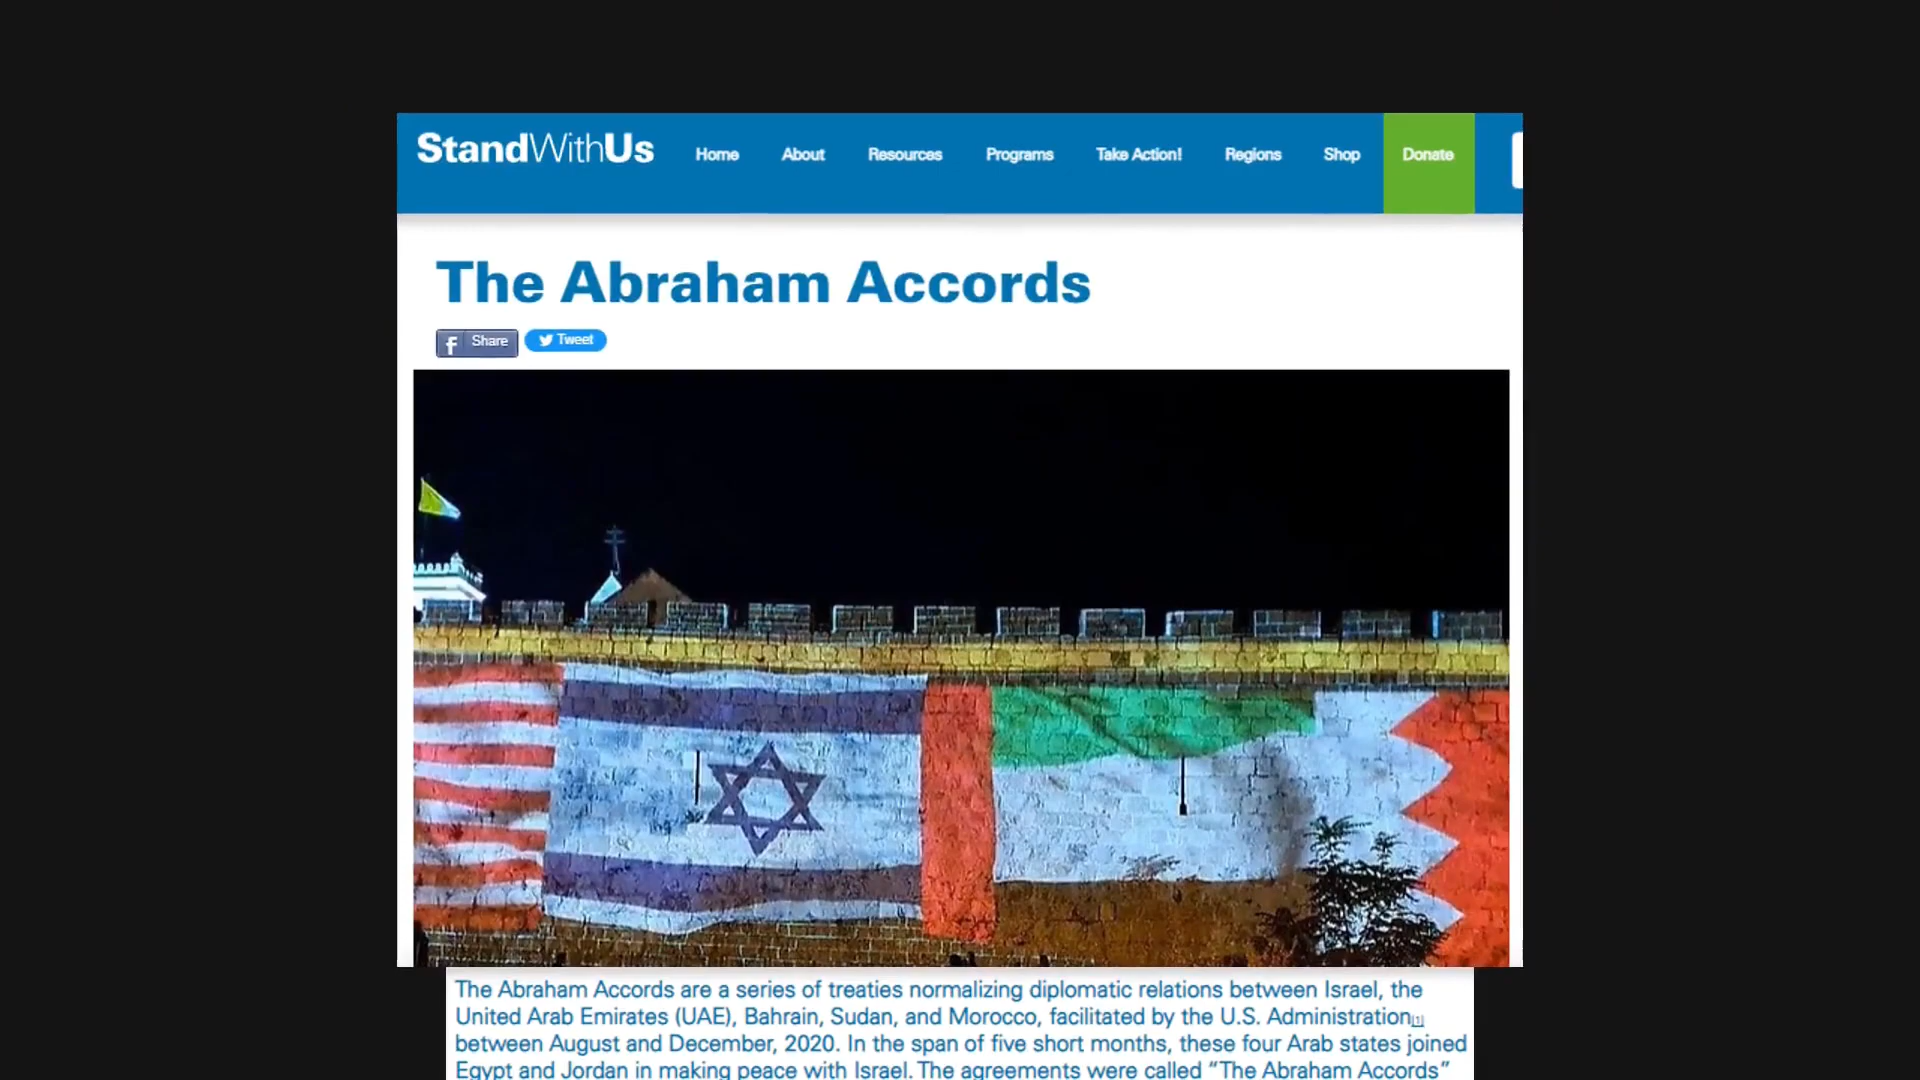 StandWithUs Home About Resources Programs Take Action! Regions Shop Donate
The Abraham Accords
Share Tweet
The Abraham Accords are a series of treaties normalizing diplomatic relations between Israel, the
United Arab Emirates (UAE), Bahrain, Sudan, and Morocco, facilitated by the U.S. Administration[1]
between August and December, 2020. In the span of five short months, these four Arab states joined
Egypt and Jordan in making peace with Israel. The agreements were called “The Abraham Accords”